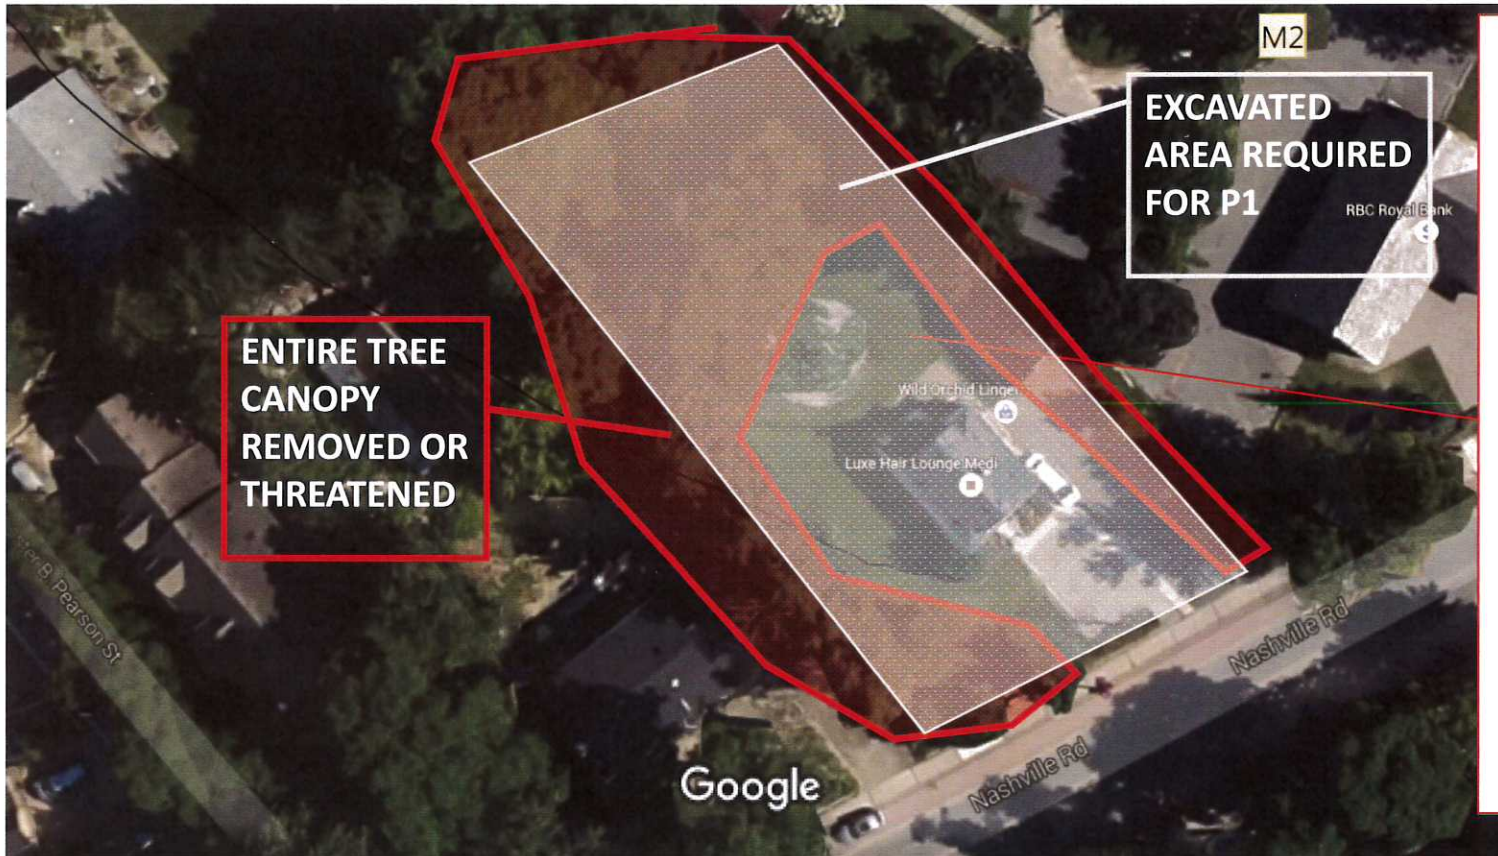 M2
EXCAVATED
AREA REQUIRED
FOR P1
RBC Royal Bank
ENTIRE TREE
CANOPY
REMOVED OR
THREATENED
Wild Orchid Linger
Luxe Hair Lounge Medi
B. Pearson St
Nashville Rd
Nashville Rd
Google